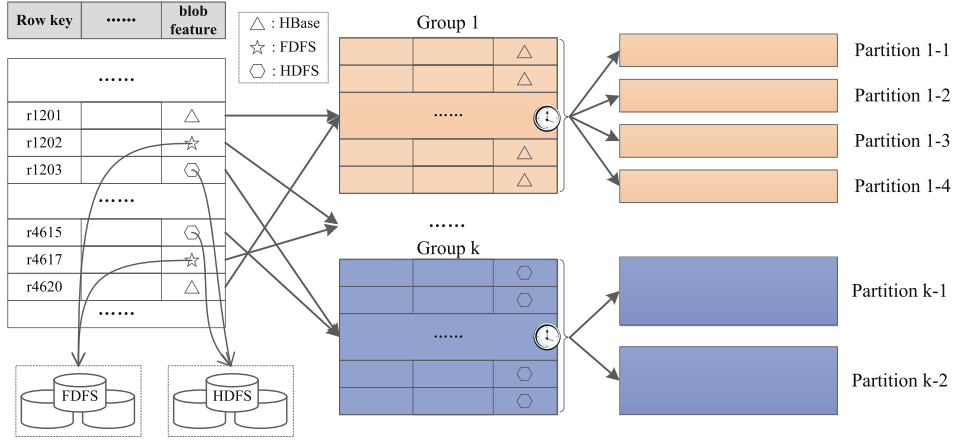 Row key
......
blob
feature
: HBase
: FDFS
: HDFS
......
r1201
r1202
r1203
......
r4615
r4617
r4620
......
FDFS
HDFS
Group 1
......
......
Group k
......
Partition 1-1
Partition 1-2
Partition 1-3
Partition 1-4
Partition k-1
Partition k-2